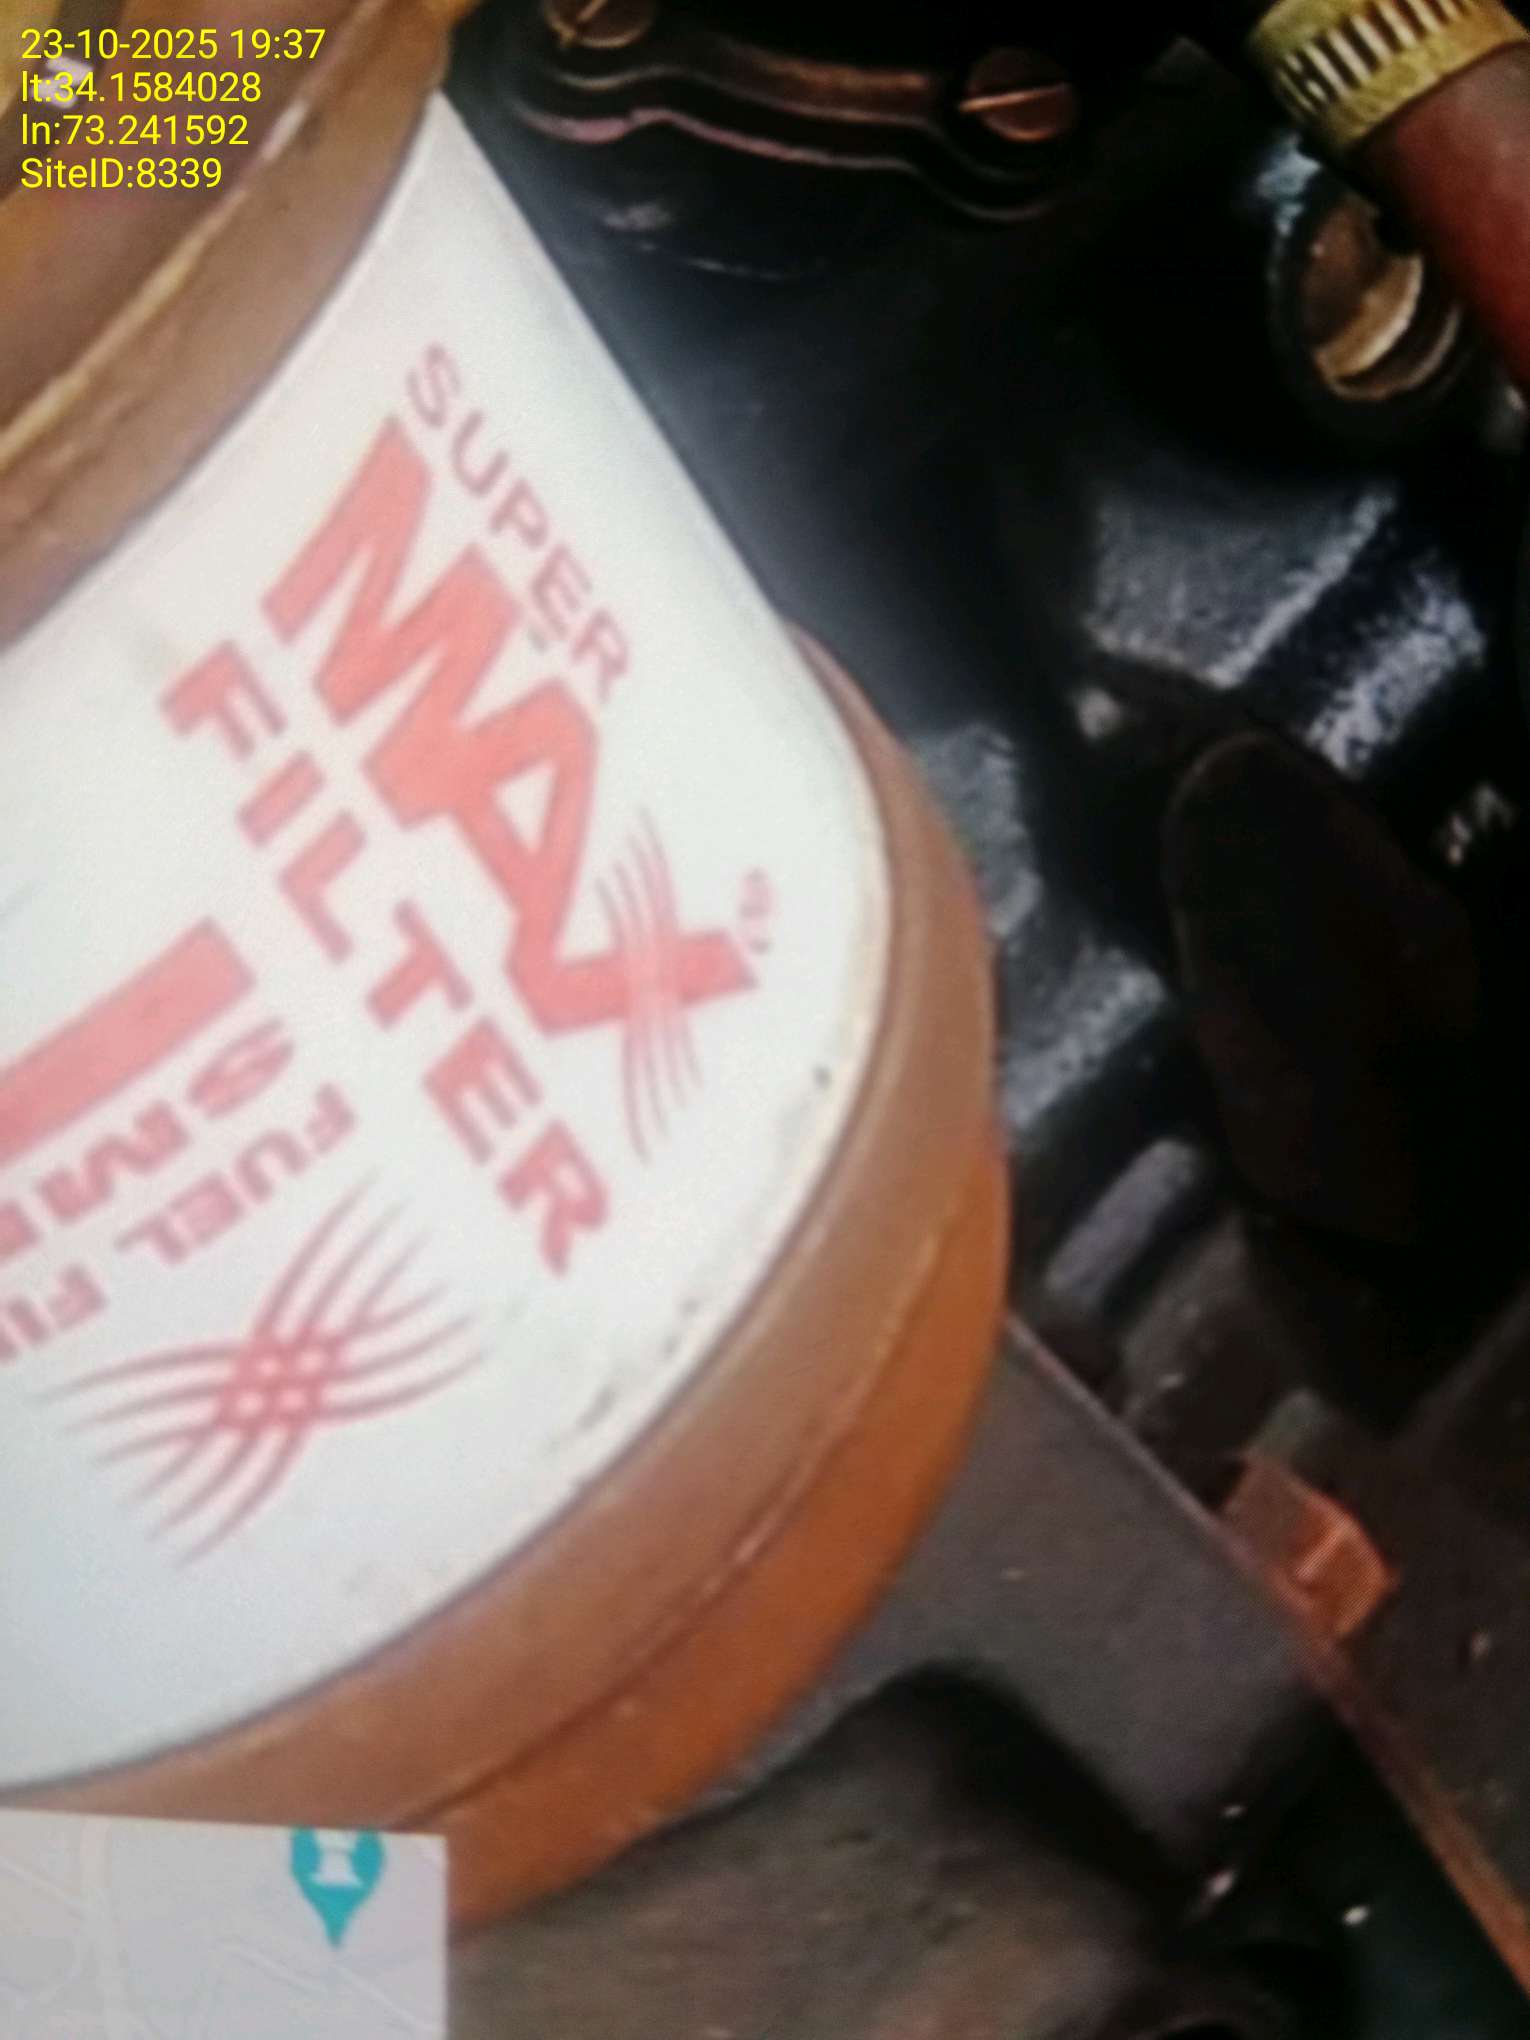 23-10-2025 19:37
lt:34.1584028
ln:73.241592
SiteID:8339
SUPER
MAX
FILTER
FUEL